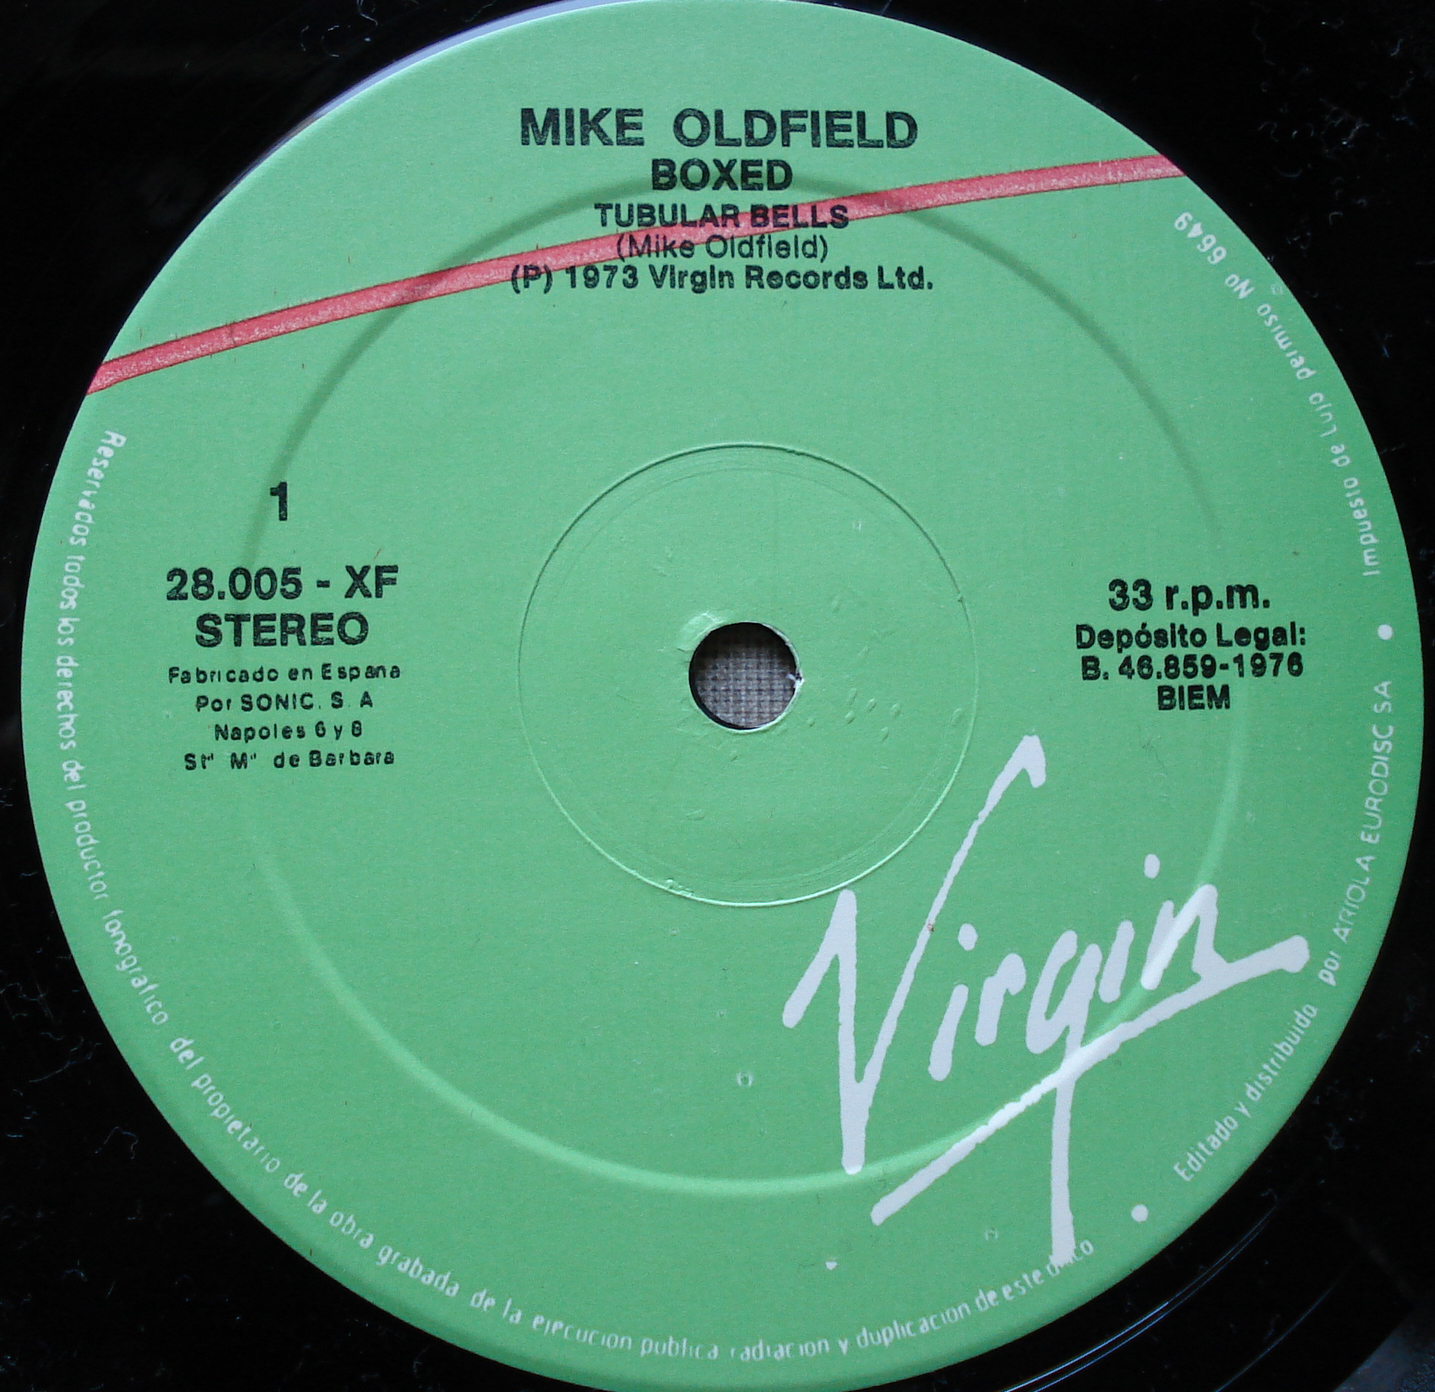 MIKE OLDFIELD
BOXED
TUBULAR BELLS
(Mike Oldfield)
(P) 1973 Virgin Records Ltd.
1
28.005 - XF
STEREO
Fabricado en Espana
Por SONIC. S. A
Napoles 6 y 8
Stª Mª de Barbara
33 r.p.m.
Depósito Legal:
B. 46.859-1976
BIEM
Virgin
Reservados todos los derechos del productor fonografico del propietario de la obra grabada de la ejecucion publica radiacion y duplicacion de este disco
Editado y distribuido por ARIOLA EURODISC SA
Impuesto de Lujo permiso No 6649